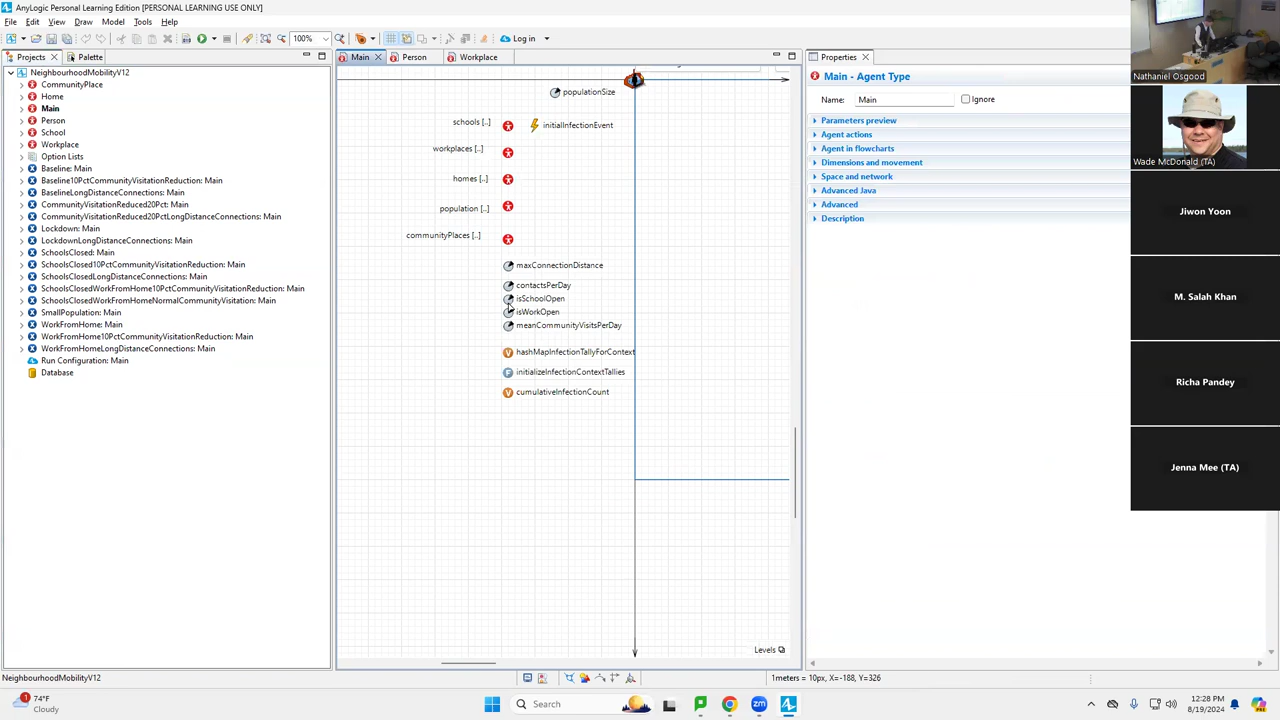 AnyLogic Personal Learning Edition [PERSONAL LEARNING USE ONLY]
File Edit View Draw Model Tools Help
100%
Log in
Projects
Palette
Main
Person
Workplace
Properties
NeighbourhoodMobilityV12
CommunityPlace
Home
Main
Person
School
Workplace
Option Lists
Baseline: Main
Baseline10PctCommunityVisitationReduction: Main
BaselineLongDistanceConnections: Main
CommunityVisitationReduced20Pct: Main
CommunityVisitationReduced20PctLongDistanceConnections: Main
Lockdown: Main
LockdownLongDistanceConnections: Main
SchoolsClosed: Main
SchoolsClosed10PctCommunityVisitationReduction: Main
SchoolsClosedLongDistanceConnections: Main
SchoolsClosedWorkFromHome10PctCommunityVisitationReduction: Main
SchoolsClosedWorkFromHomeNormalCommunityVisitation: Main
SmallPopulation: Main
WorkFromHome: Main
WorkFromHome10PctCommunityVisitationReduction: Main
WorkFromHomeLongDistanceConnections: Main
Run Configuration: Main
Database
populationSize
schools [..]
initialInfectionEvent
workplaces [..]
homes [..]
population [..]
communityPlaces [..]
maxConnectionDistance
contactsPerDay
isSchoolOpen
isWorkOpen
meanCommunityVisitsPerDay
hashMapInfectionTallyForContext
initializeInfectionContextTallies
cumulativeInfectionCount
Levels
Main - Agent Type
Name: Main Ignore
Parameters preview
Agent actions
Agent in flowcharts
Dimensions and movement
Space and network
Advanced Java
Advanced
Description
Nathaniel Osgood
Wade McDonald (TA)
Jiwon Yoon
M. Salah Khan
Richa Pandey
Jenna Mee (TA)
NeighbourhoodMobilityV12
1meters = 10px, X=-188, Y=326
1
74°F
Cloudy
Search
12:28 PM
8/19/2024